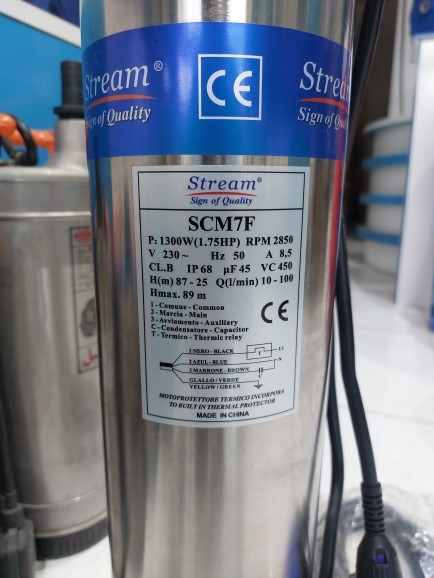 Stream®
Sign of Quality
CE
Stream
Sign of Quality
Stream®
Sign of Quality
SCM7F
P2 1300W(1.75HP) RPM 2850
V 230~ Hz 50 A 8,5
CL.B IP 68 µF 45 VC 450
H(m) 87 - 25 Q(l/min) 10 - 100
Hmax. 89 m
CE
1 - Comune - Common
2 - Marcia - Main
3 - Avviamento - Auxiliary
C - Condensatore - Capacitor
T - Termico - Thermic relay
1 NERO - BLACK
T
L1
2 AZUL - BLUE
N
3 MARRONE - BROWN
C
GIALLO / VERDE
YELLOW / GREEN
MOTOPROTETTORE TERMICO INCORPORA
TO BUILT IN THERMAL PROTECTOR
MADE IN CHINA